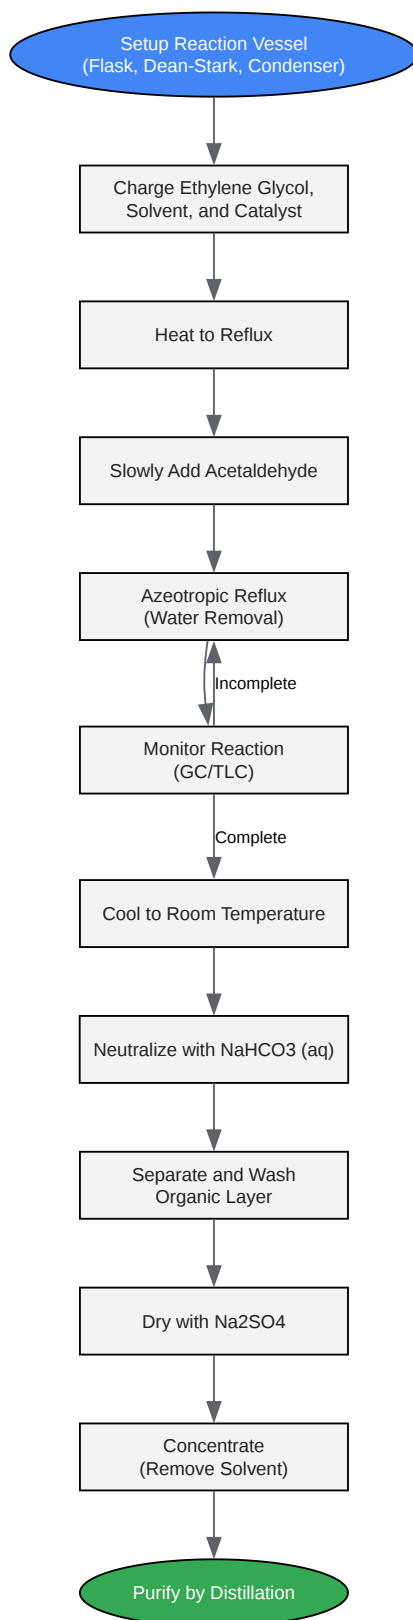 Setup Reaction Vessel
(Flask, Dean-Stark, Condenser)
Charge Ethylene Glycol,
Solvent, and Catalyst
Heat to Reflux
Slowly Add Acetaldehyde
Azeotropic Reflux
(Water Removal)
Incomplete
Monitor Reaction
(GC/TLC)
Complete
Cool to Room Temperature
Neutralize with NaHCO3 (aq)
Separate and Wash
Organic Layer
Dry with Na2SO4
Concentrate
(Remove Solvent)
Purify by Distillation